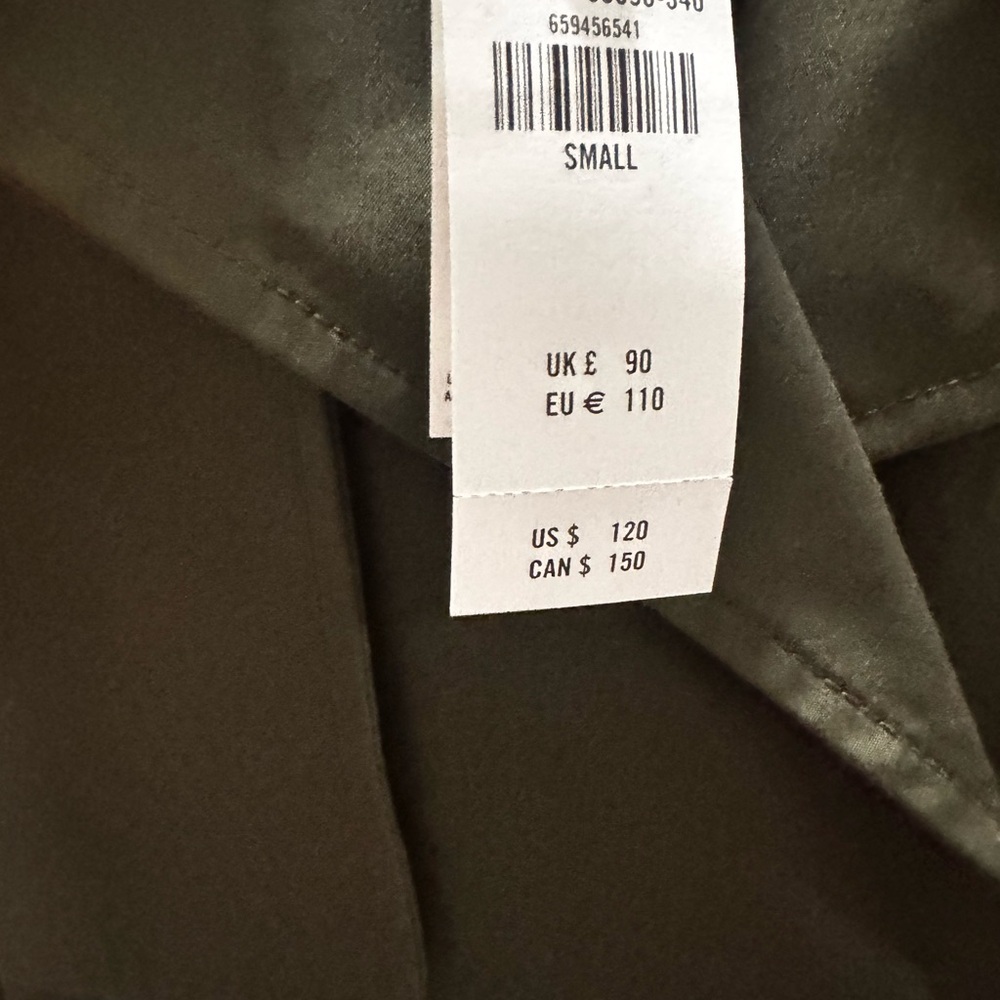 659456541
SMALL
UK £ 90
EU € 110
US $ 120
CAN $ 150